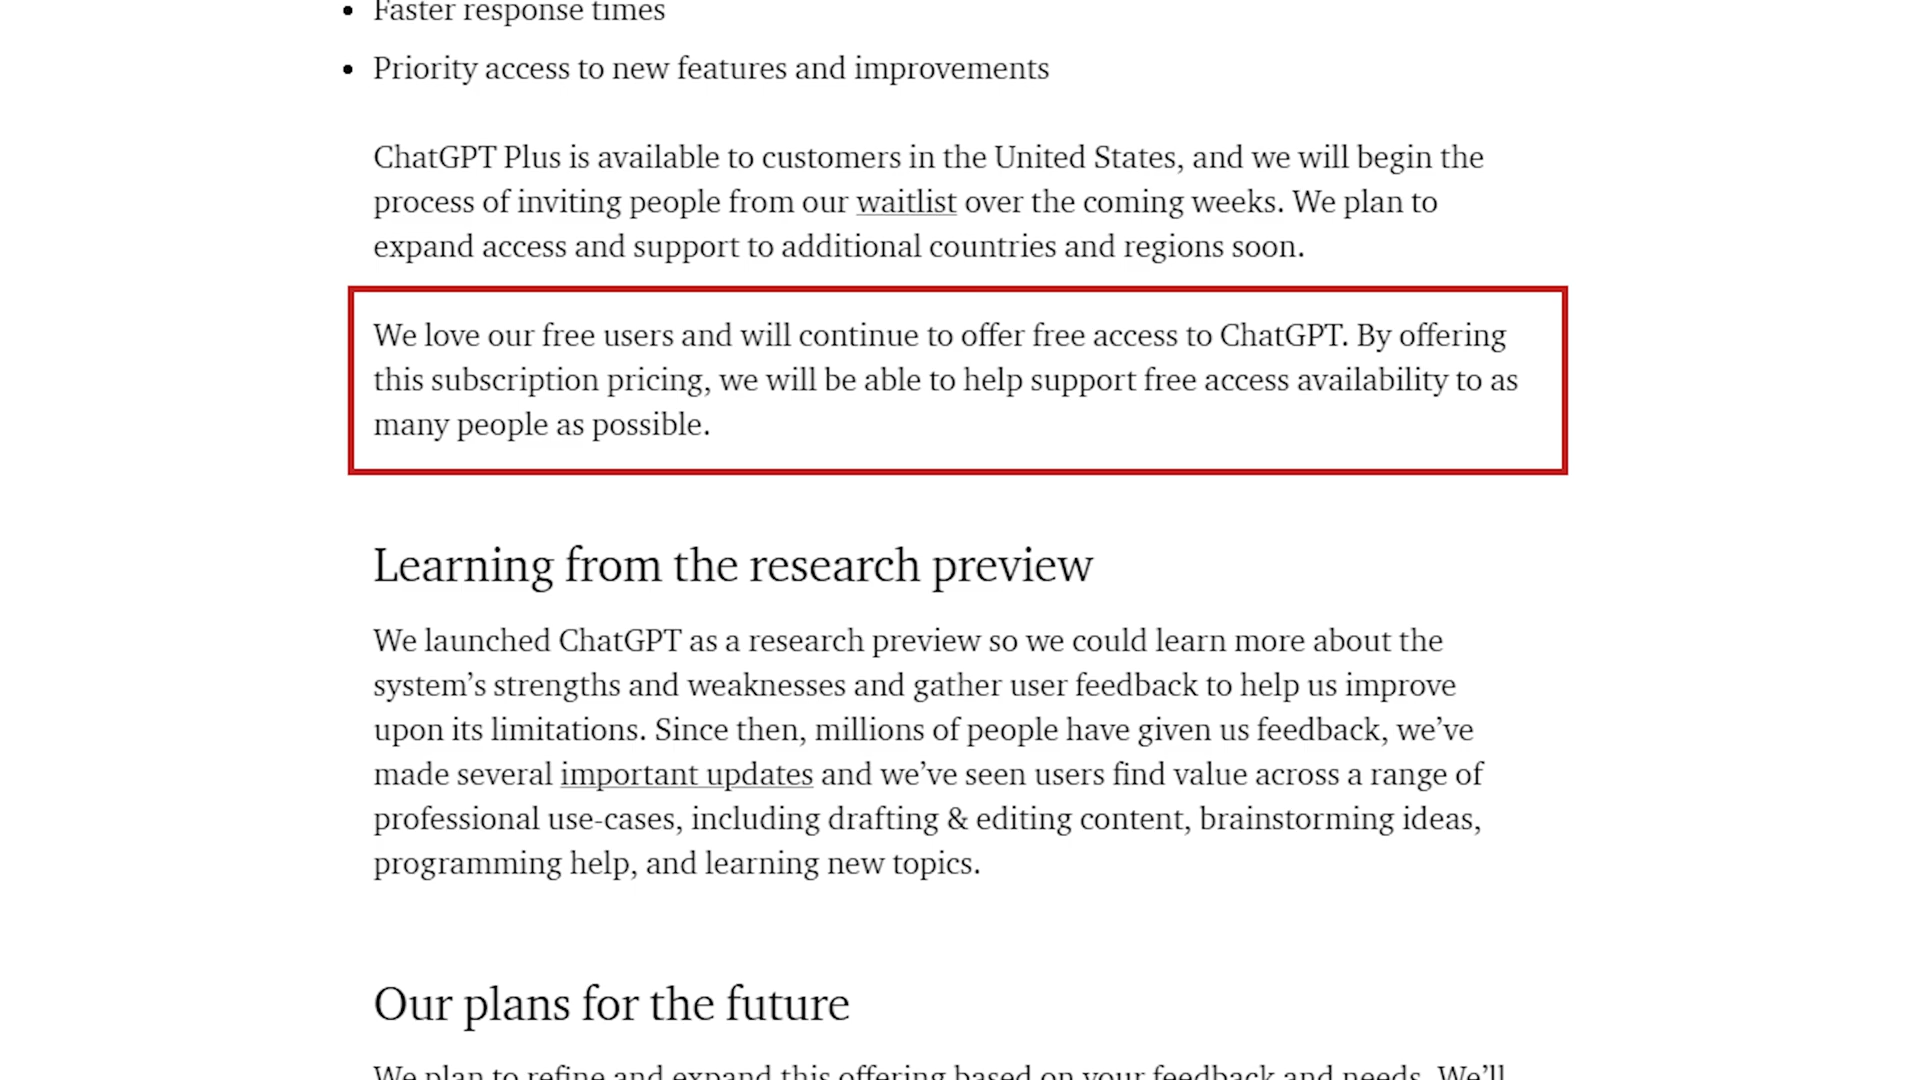 Faster response times
Priority access to new features and improvements
ChatGPT Plus is available to customers in the United States, and we will begin the
process of inviting people from our waitlist over the coming weeks. We plan to
expand access and support to additional countries and regions soon.
We love our free users and will continue to offer free access to ChatGPT. By offering
this subscription pricing, we will be able to help support free access availability to as
many people as possible.
Learning from the research preview
We launched ChatGPT as a research preview so we could learn more about the
system’s strengths and weaknesses and gather user feedback to help us improve
upon its limitations. Since then, millions of people have given us feedback, we’ve
made several important updates and we’ve seen users find value across a range of
professional use-cases, including drafting & editing content, brainstorming ideas,
programming help, and learning new topics.
Our plans for the future
We plan to refine and expand this offering based on your feedback and needs. We’ll